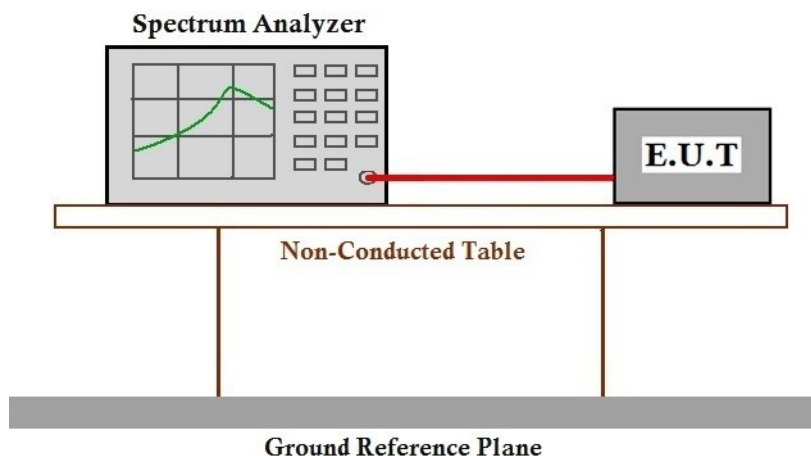 Spectrum Analyzer
E.U.T
Non-Conducted Table
Ground Reference Plane